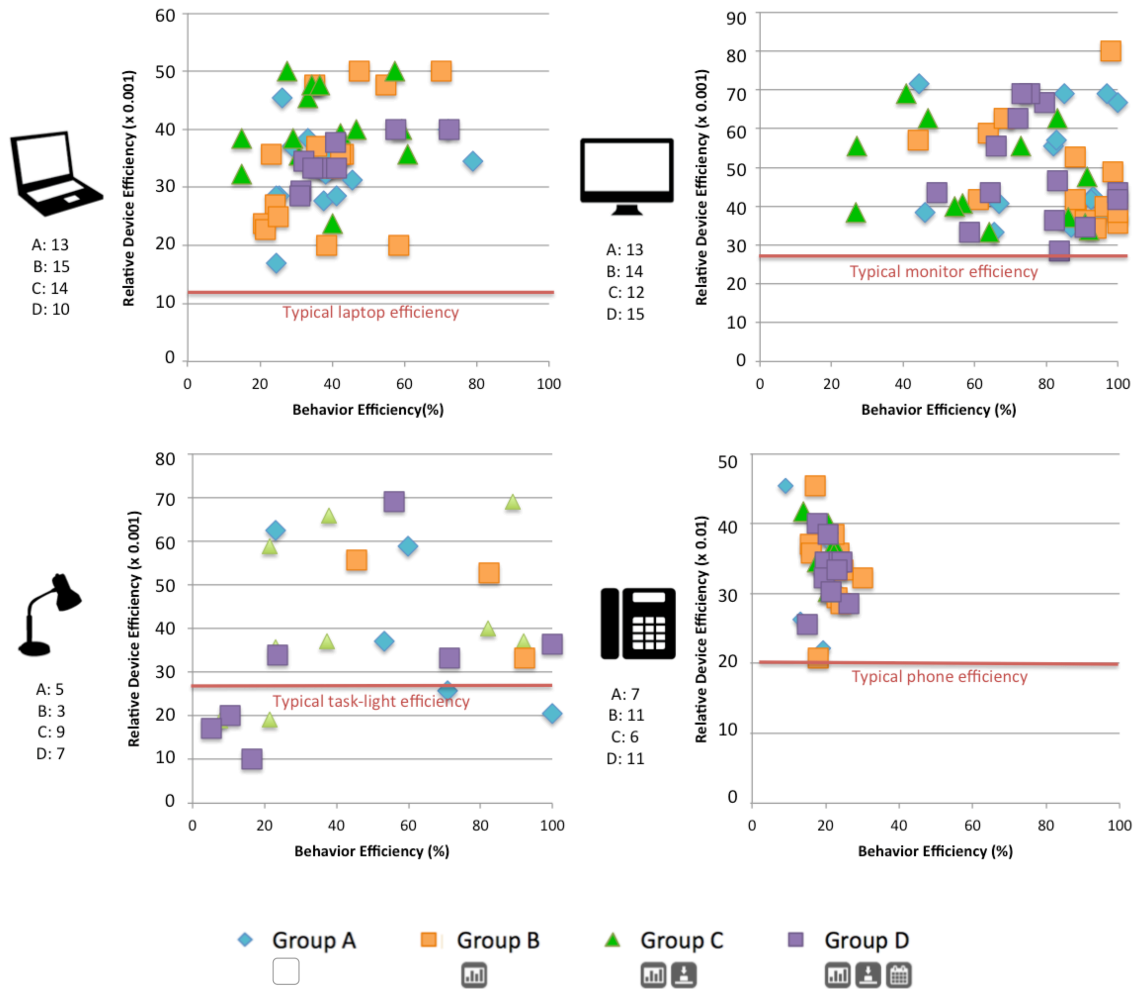 60
50
40
30
20
10
0
Relative Device Efficiency (x 0.001)
0 20 40 60 80 100
Behavior Efficiency(%)
Typical laptop efficiency
A: 13
B: 15
C: 14
D: 10
90
80
70
60
50
40
30
20
10
0
Relative Device Efficiency (x 0.001)
0 20 40 60 80 100
Behavior Efficiency (%)
Typical monitor efficiency
A: 13
B: 14
C: 12
D: 15
80
70
60
50
40
30
20
10
0
Relative Device Efficiency (x 0.001)
0 20 40 60 80 100
Behavior Efficiency (%)
Typical task-light efficiency
A: 5
B: 3
C: 9
D: 7
50
40
30
20
10
0
Relative Device Efficiency (x 0.01)
0 20 40 60 80 100
Behavior Efficiency (%)
Typical phone efficiency
A: 7
B: 11
C: 6
D: 11
Group A Group B Group C Group D